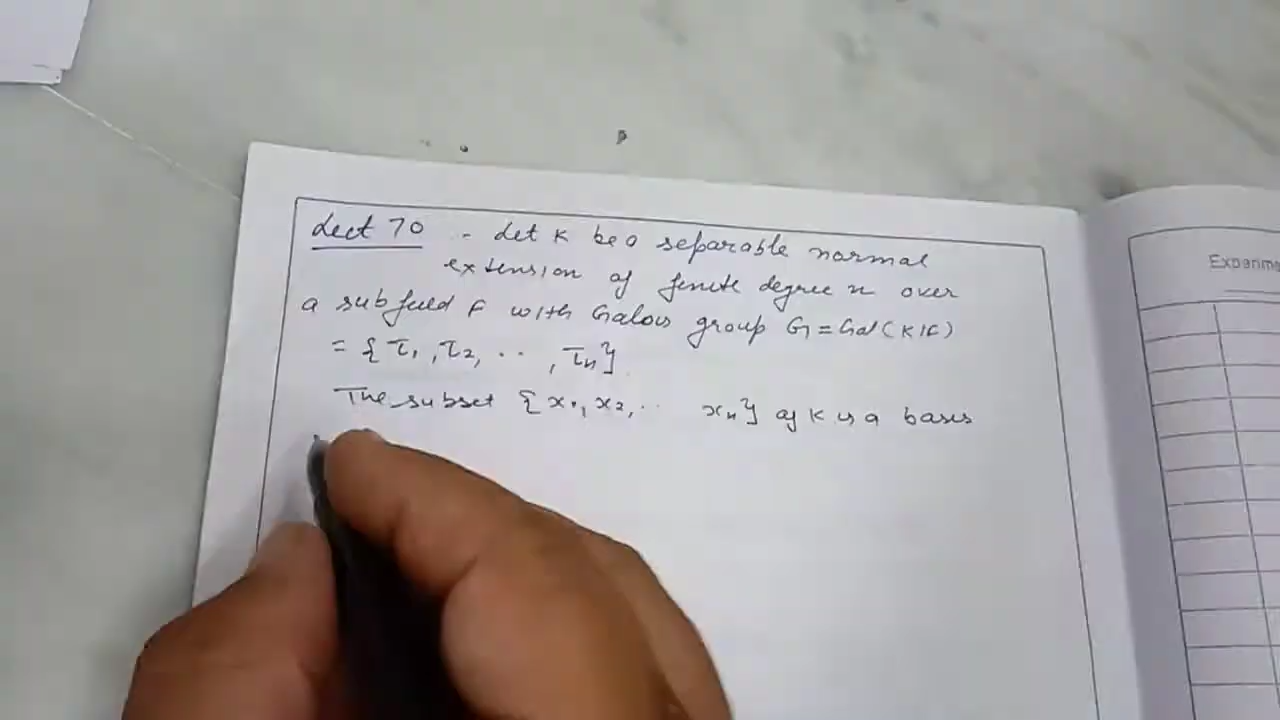 Lect 70 - Let K be a separable normal
extension of finite degree n over
a subfield F with Galois group G = Gal(K|F)
= {τ₁, τ₂, .. , τₙ}
The subset {x₁, x₂, .. xₙ} of K is a basis
Experime